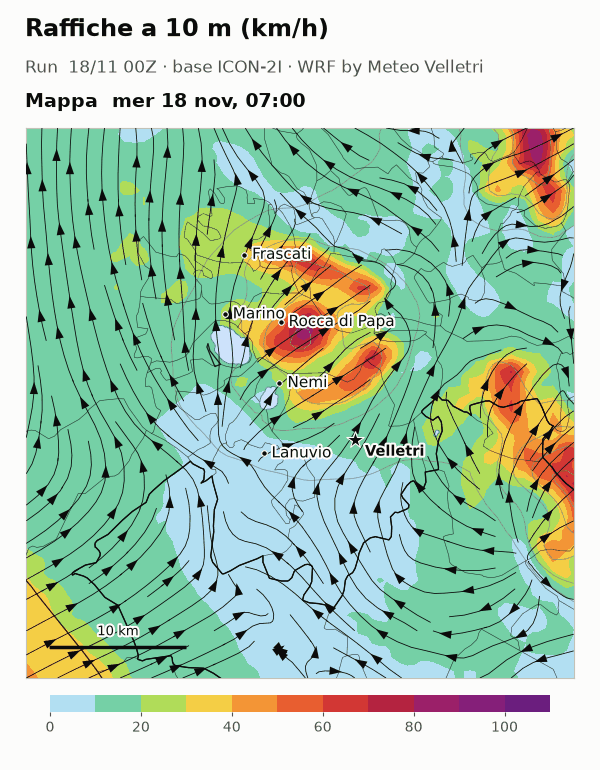 Raffiche a 10 m (km/h)
Run  18/11 00Z · base ICON-2I · WRF by Meteo Velletri
Mappa  mer 18 nov, 07:00
Frascati
Marino
Rocca di Papa
Nemi
Velletri
Lanuvio
10 km
0 20 40 60 80 100